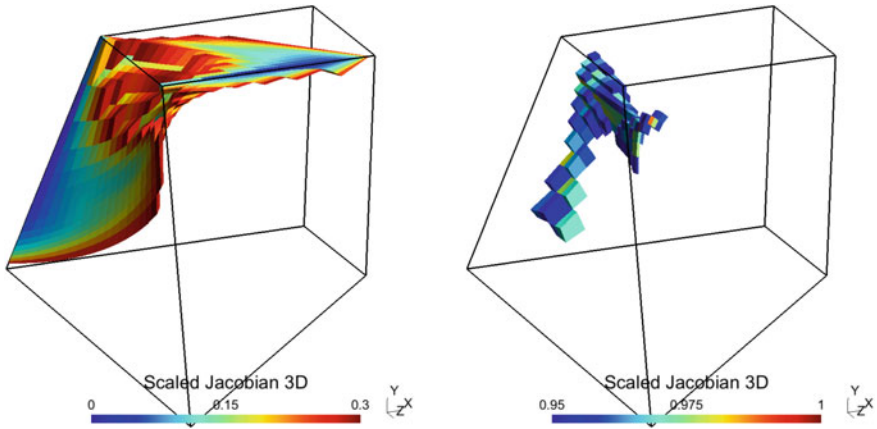 Scaled Jacobian 3D
0 0.15 0.3
Y
Z X
Scaled Jacobian 3D
0.95 0.975 1
Y
Z X